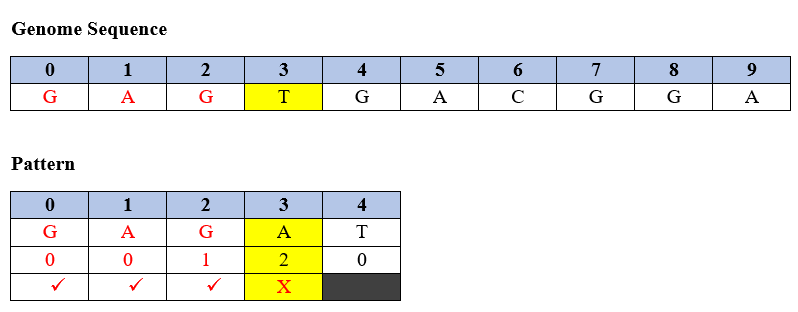 Genome Sequence
0 1 2 3 4 5 6 7 8 9
G A G T G A C G G A
Pattern
0 1 2 3 4
G A G A T
0 0 1 2 0
✓ ✓ ✓ X